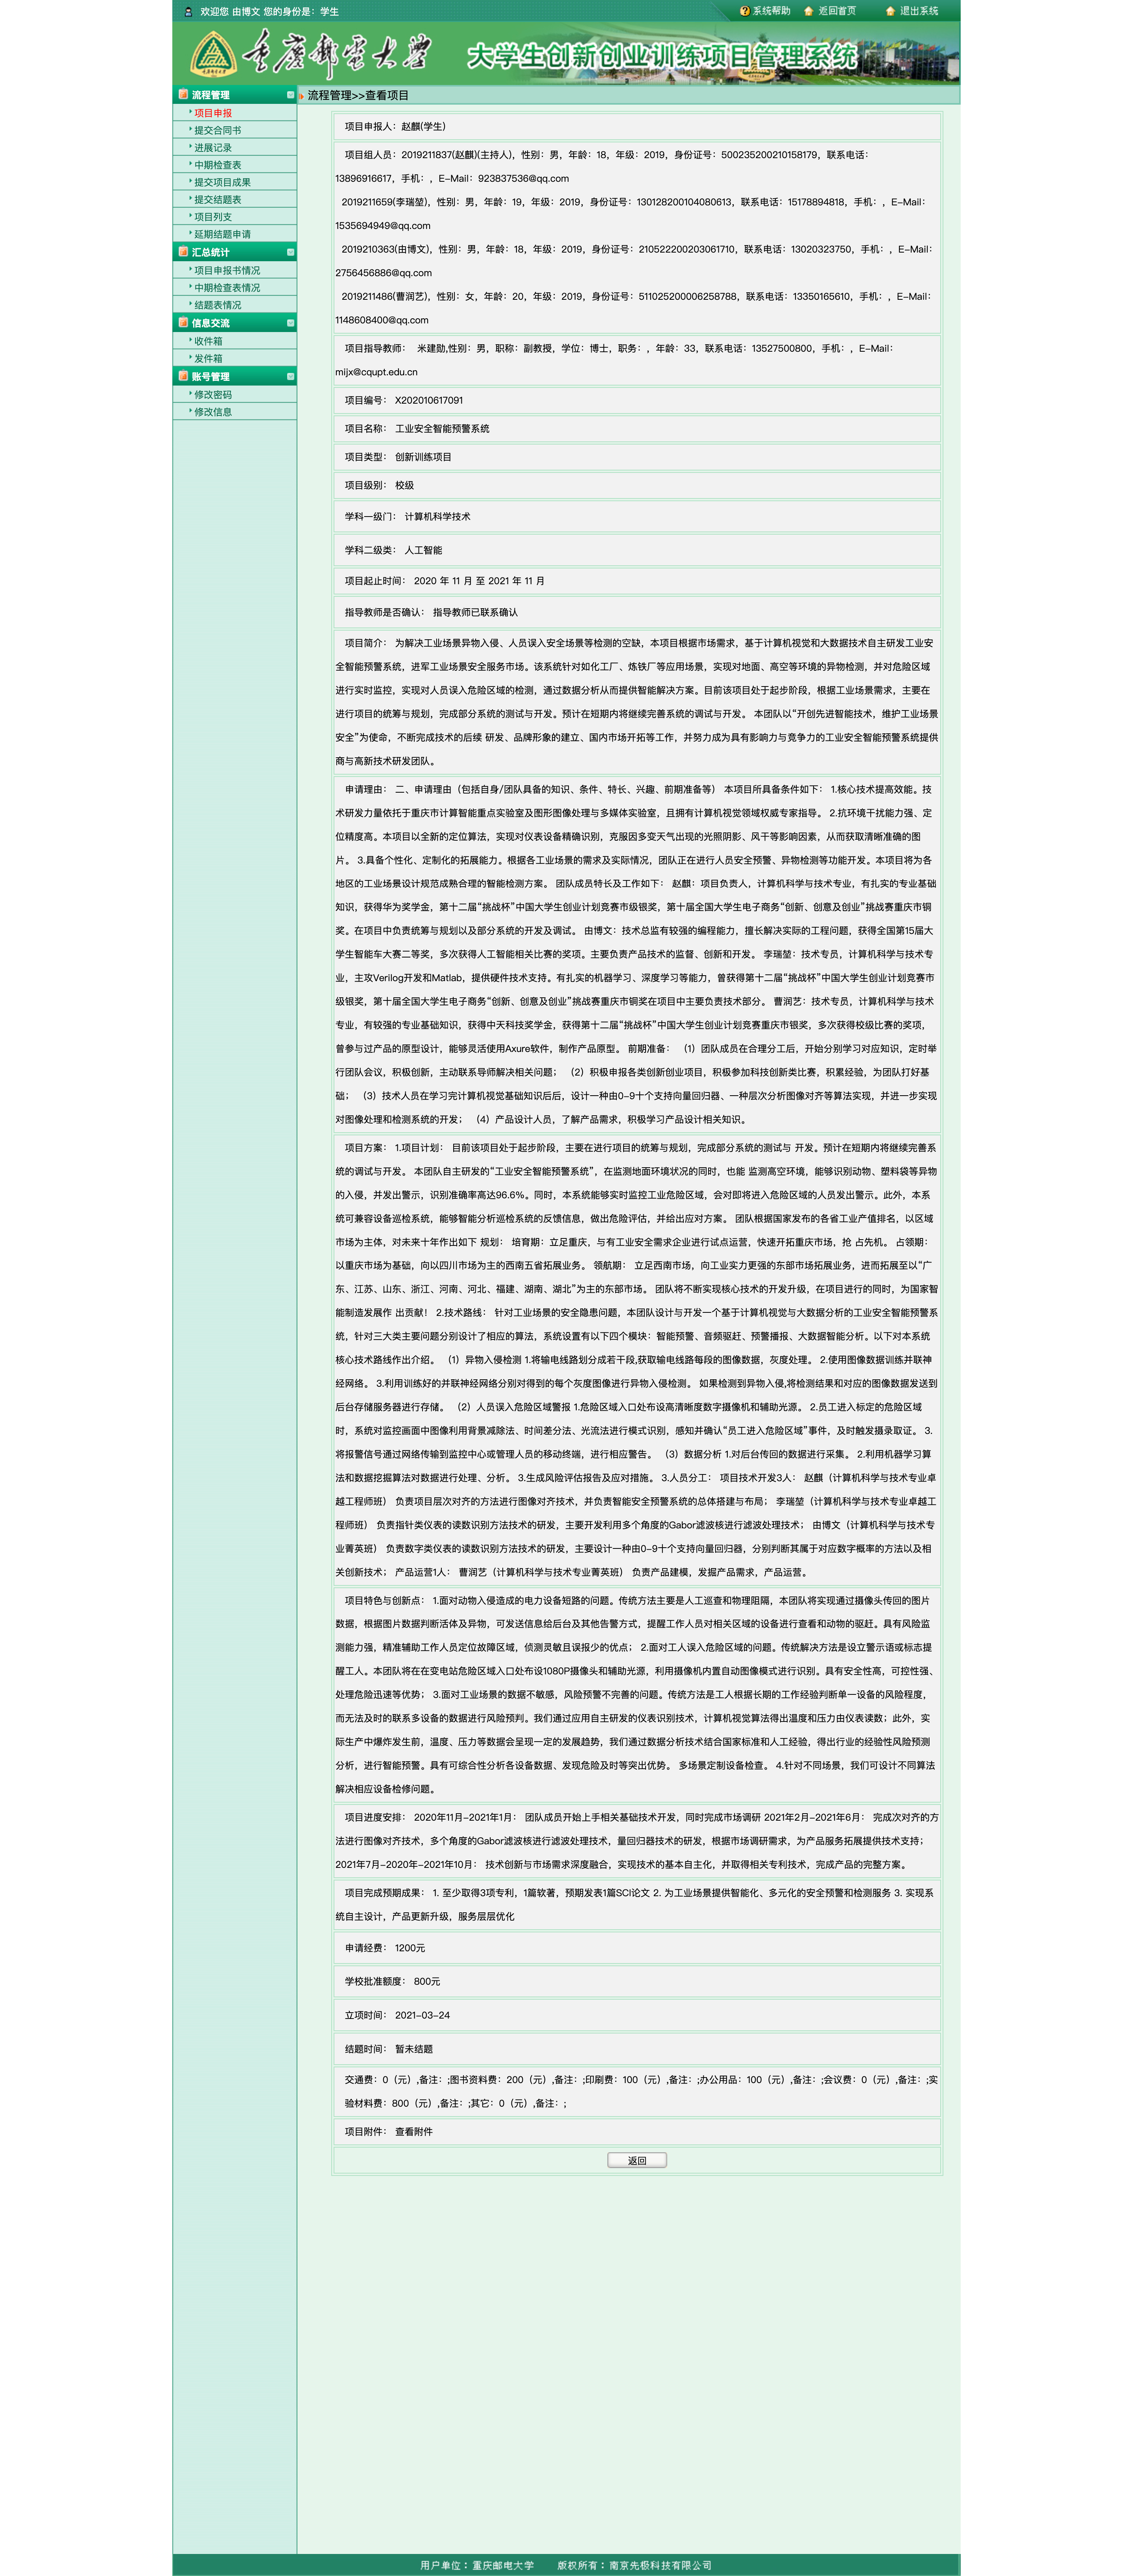 欢迎您 由博文 您的身份是：学生
系统帮助 返回首页 退出系统
重庆邮电大学 大学生创新创业训练项目管理系统
流程管理
项目申报
提交合同书
进展记录
中期检查表
提交项目成果
提交结题表
项目列支
延期结题申请
汇总统计
项目申报书情况
中期检查表情况
结题表情况
信息交流
收件箱
发件箱
账号管理
修改密码
修改信息
流程管理>>查看项目
项目申报人：赵麒(学生)
项目组人员：2019211837(赵麒)(主持人)，性别：男，年龄：18，年级：2019，身份证号：500235200210158179，联系电话：
13896916617，手机：，E-Mail：923837536@qq.com
2019211659(李瑞堃)，性别：男，年龄：19，年级：2019，身份证号：130128200104080613，联系电话：15178894818，手机：，E-Mail：
1535694949@qq.com
2019210363(由博文)，性别：男，年龄：18，年级：2019，身份证号：210522200203061710，联系电话：13020323750，手机：，E-Mail：
2756456886@qq.com
2019211486(曹润艺)，性别：女，年龄：20，年级：2019，身份证号：511025200006258788，联系电话：13350165610，手机：，E-Mail：
1148608400@qq.com
项目指导教师： 米建勋,性别：男，职称：副教授，学位：博士，职务：，年龄：33，联系电话：13527500800，手机：，E-Mail：
mijx@cqupt.edu.cn
项目编号： X202010617091
项目名称： 工业安全智能预警系统
项目类型： 创新训练项目
项目级别： 校级
学科一级门： 计算机科学技术
学科二级类： 人工智能
项目起止时间： 2020 年 11 月 至 2021 年 11 月
指导教师是否确认： 指导教师已联系确认
项目简介： 为解决工业场景异物入侵、人员误入安全场景等检测的空缺，本项目根据市场需求，基于计算机视觉和大数据技术自主研发工业安
全智能预警系统，进军工业场景安全服务市场。该系统针对如化工厂、炼铁厂等应用场景，实现对地面、高空等环境的异物检测，并对危险区域
进行实时监控，实现对人员误入危险区域的检测，通过数据分析从而提供智能解决方案。目前该项目处于起步阶段，根据工业场景需求，主要在
进行项目的统筹与规划，完成部分系统的测试与开发。预计在短期内将继续完善系统的调试与开发。 本团队以“开创先进智能技术，维护工业场景
安全”为使命，不断完成技术的后续 研发、品牌形象的建立、国内市场开拓等工作，并努力成为具有影响力与竞争力的工业安全智能预警系统提供
商与高新技术研发团队。
申请理由： 二、申请理由（包括自身/团队具备的知识、条件、特长、兴趣、前期准备等） 本项目所具备条件如下： 1.核心技术提高效能。技
术研发力量依托于重庆市计算智能重点实验室及图形图像处理与多媒体实验室，且拥有计算机视觉领域权威专家指导。 2.抗环境干扰能力强、定
位精度高。本项目以全新的定位算法，实现对仪表设备精确识别，克服因多变天气出现的光照阴影、风干等影响因素，从而获取清晰准确的图
片。 3.具备个性化、定制化的拓展能力。根据各工业场景的需求及实际情况，团队正在进行人员安全预警、异物检测等功能开发。本项目将为各
地区的工业场景设计规范成熟合理的智能检测方案。 团队成员特长及工作如下： 赵麒：项目负责人，计算机科学与技术专业，有扎实的专业基础
知识，获得华为奖学金，第十二届“挑战杯”中国大学生创业计划竞赛市级银奖，第十届全国大学生电子商务“创新、创意及创业”挑战赛重庆市铜
奖。在项目中负责统筹与规划以及部分系统的开发及调试。 由博文：技术总监有较强的编程能力，擅长解决实际的工程问题，获得全国第15届大
学生智能车大赛二等奖，多次获得人工智能相关比赛的奖项。主要负责产品技术的监督、创新和开发。 李瑞堃：技术专员，计算机科学与技术专
业，主攻Verilog开发和Matlab，提供硬件技术支持。有扎实的机器学习、深度学习等能力，曾获得第十二届“挑战杯”中国大学生创业计划竞赛市
级银奖，第十届全国大学生电子商务“创新、创意及创业”挑战赛重庆市铜奖在项目中主要负责技术部分。 曹润艺：技术专员，计算机科学与技术
专业，有较强的专业基础知识，获得中天科技奖学金，获得第十二届“挑战杯”中国大学生创业计划竞赛重庆市银奖，多次获得校级比赛的奖项，
曾参与过产品的原型设计，能够灵活使用Axure软件，制作产品原型。 前期准备： （1）团队成员在合理分工后，开始分别学习对应知识，定时举
行团队会议，积极创新，主动联系导师解决相关问题； （2）积极申报各类创新创业项目，积极参加科技创新类比赛，积累经验，为团队打好基
础； （3）技术人员在学习完计算机视觉基础知识后后，设计一种由0-9十个支持向量回归器、一种层次分析图像对齐等算法实现，并进一步实现
对图像处理和检测系统的开发； （4）产品设计人员，了解产品需求，积极学习产品设计相关知识。
项目方案： 1.项目计划： 目前该项目处于起步阶段，主要在进行项目的统筹与规划，完成部分系统的测试与 开发。预计在短期内将继续完善系
统的调试与开发。 本团队自主研发的“工业安全智能预警系统”，在监测地面环境状况的同时，也能 监测高空环境，能够识别动物、塑料袋等异物
的入侵，并发出警示，识别准确率高达96.6%。同时，本系统能够实时监控工业危险区域，会对即将进入危险区域的人员发出警示。此外，本系
统可兼容设备巡检系统，能够智能分析巡检系统的反馈信息，做出危险评估，并给出应对方案。 团队根据国家发布的各省工业产值排名，以区域
市场为主体，对未来十年作出如下 规划： 培育期：立足重庆，与有工业安全需求企业进行试点运营，快速开拓重庆市场，抢 占先机。 占领期：
以重庆市场为基础，向以四川市场为主的西南五省拓展业务。 领航期： 立足西南市场，向工业实力更强的东部市场拓展业务，进而拓展至以“广
东、江苏、山东、浙江、河南、河北、福建、湖南、湖北”为主的东部市场。 团队将不断实现核心技术的开发升级，在项目进行的同时，为国家智
能制造发展作 出贡献！ 2.技术路线： 针对工业场景的安全隐患问题，本团队设计与开发一个基于计算机视觉与大数据分析的工业安全智能预警系
统，针对三大类主要问题分别设计了相应的算法，系统设置有以下四个模块：智能预警、音频驱赶、预警播报、大数据智能分析。以下对本系统
核心技术路线作出介绍。 （1）异物入侵检测 1.将输电线路划分成若干段,获取输电线路每段的图像数据，灰度处理。 2.使用图像数据训练并联神
经网络。 3.利用训练好的并联神经网络分别对得到的每个灰度图像进行异物入侵检测。 如果检测到异物入侵,将检测结果和对应的图像数据发送到
后台存储服务器进行存储。 （2）人员误入危险区域警报 1.危险区域入口处布设高清晰度数字摄像机和辅助光源。 2.员工进入标定的危险区域
时，系统对监控画面中图像利用背景减除法、时间差分法、光流法进行模式识别，感知并确认“员工进入危险区域”事件，及时触发摄录取证。 3.
将报警信号通过网络传输到监控中心或管理人员的移动终端，进行相应警告。 （3）数据分析 1.对后台传回的数据进行采集。 2.利用机器学习算
法和数据挖掘算法对数据进行处理、分析。 3.生成风险评估报告及应对措施。 3.人员分工： 项目技术开发3人： 赵麒（计算机科学与技术专业卓
越工程师班） 负责项目层次对齐的方法进行图像对齐技术，并负责智能安全预警系统的总体搭建与布局； 李瑞堃（计算机科学与技术专业卓越工
程师班） 负责指针类仪表的读数识别方法技术的研发，主要开发利用多个角度的Gabor滤波核进行滤波处理技术； 由博文（计算机科学与技术专
业菁英班） 负责数字类仪表的读数识别方法技术的研发，主要设计一种由0-9十个支持向量回归器，分别判断其属于对应数字概率的方法以及相
关创新技术； 产品运营1人： 曹润艺（计算机科学与技术专业菁英班） 负责产品建模，发掘产品需求，产品运营。
项目特色与创新点： 1.面对动物入侵造成的电力设备短路的问题。传统方法主要是人工巡查和物理阻隔，本团队将实现通过摄像头传回的图片
数据，根据图片数据判断活体及异物，可发送信息给后台及其他告警方式，提醒工作人员对相关区域的设备进行查看和动物的驱赶。具有风险监
测能力强，精准辅助工作人员定位故障区域，侦测灵敏且误报少的优点； 2.面对工人误入危险区域的问题。传统解决方法是设立警示语或标志提
醒工人。本团队将在在变电站危险区域入口处布设1080P摄像头和辅助光源，利用摄像机内置自动图像模式进行识别。具有安全性高，可控性强、
处理危险迅速等优势； 3.面对工业场景的数据不敏感，风险预警不完善的问题。传统方法是工人根据长期的工作经验判断单一设备的风险程度，
而无法及时的联系多设备的数据进行风险预判。我们通过应用自主研发的仪表识别技术，计算机视觉算法得出温度和压力由仪表读数；此外，实
际生产中爆炸发生前，温度、压力等数据会呈现一定的发展趋势，我们通过数据分析技术结合国家标准和人工经验，得出行业的经验性风险预测
分析，进行智能预警。具有可综合性分析各设备数据、发现危险及时等突出优势。 多场景定制设备检查。 4.针对不同场景，我们可设计不同算法
解决相应设备检修问题。
项目进度安排： 2020年11月-2021年1月： 团队成员开始上手相关基础技术开发，同时完成市场调研 2021年2月-2021年6月： 完成次对齐的方
法进行图像对齐技术，多个角度的Gabor滤波核进行滤波处理技术，量回归器技术的研发，根据市场调研需求，为产品服务拓展提供技术支持；
2021年7月-2020年-2021年10月： 技术创新与市场需求深度融合，实现技术的基本自主化，并取得相关专利技术，完成产品的完整方案。
项目完成预期成果： 1. 至少取得3项专利，1篇软著，预期发表1篇SCI论文 2. 为工业场景提供智能化、多元化的安全预警和检测服务 3. 实现系
统自主设计，产品更新升级，服务层层优化
申请经费： 1200元
学校批准额度： 800元
立项时间： 2021-03-24
结题时间： 暂未结题
交通费：0（元）,备注：;图书资料费：200（元）,备注：;印刷费：100（元）,备注：;办公用品：100（元）,备注：;会议费：0（元）,备注：;实
验材料费：800（元）,备注：;其它：0（元）,备注：;
项目附件： 查看附件
返回
用户单位：重庆邮电大学 版权所有：南京先极科技有限公司